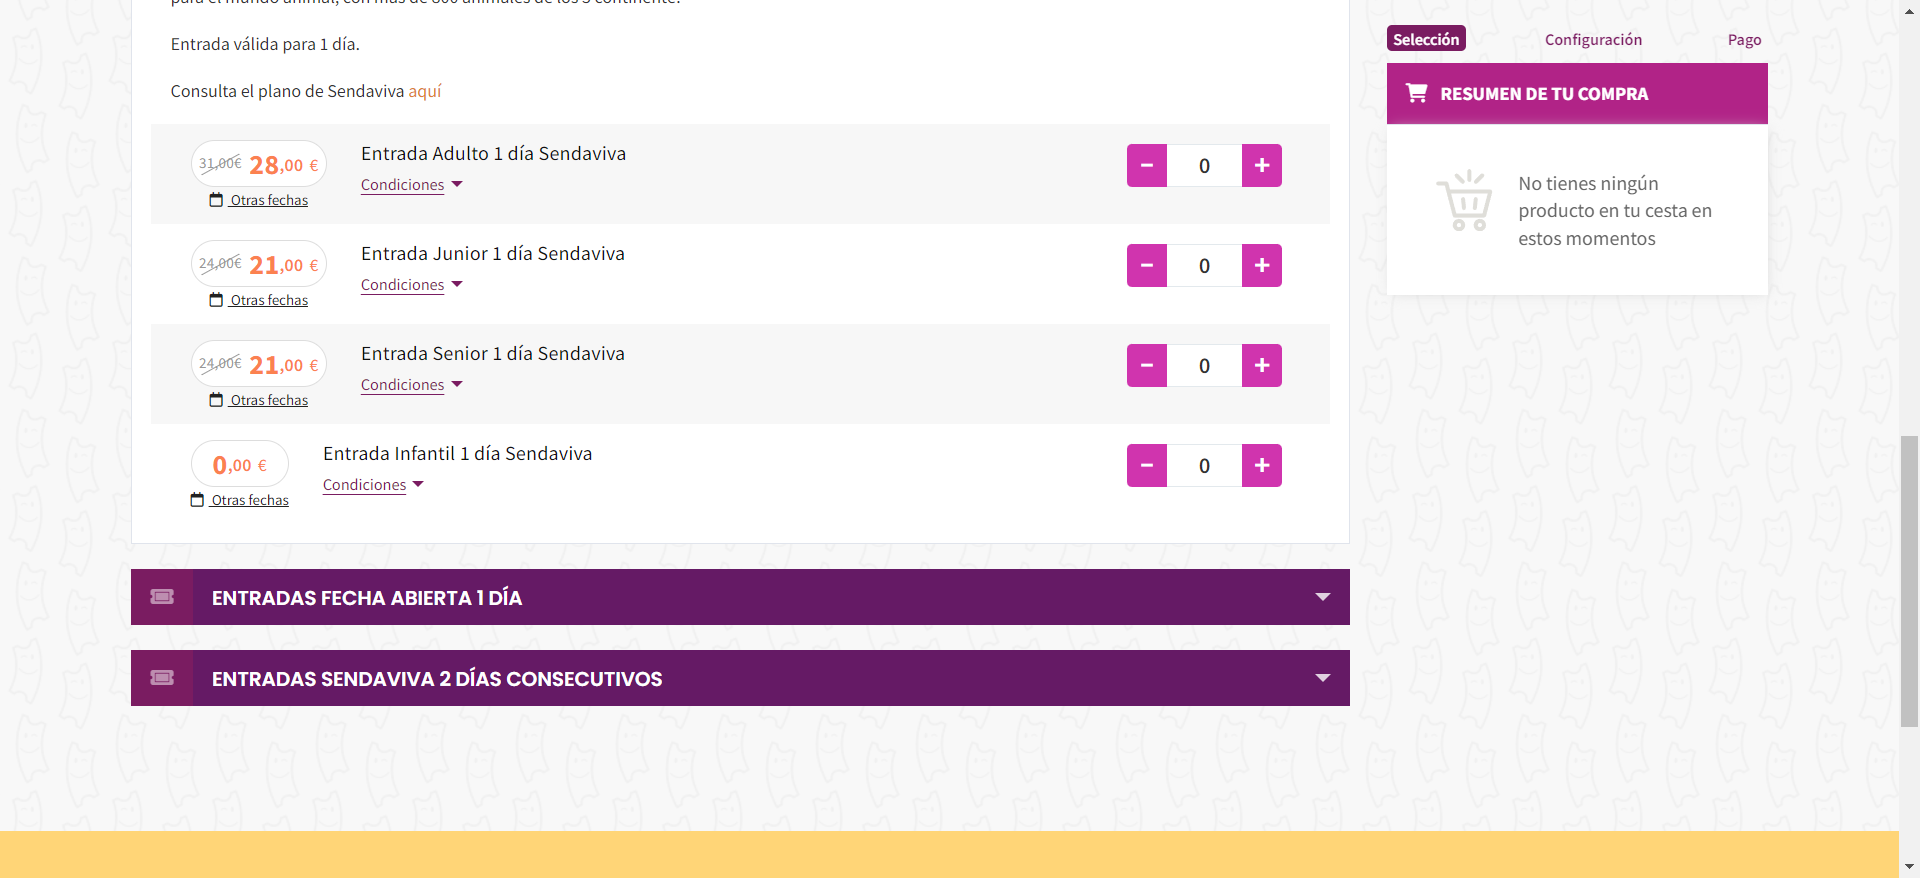 Entrada válida para 1 día.
Consulta el plano de Sendaviva aquí
31,00€ 28,00 €
Otras fechas
Entrada Adulto 1 día Sendaviva
Condiciones
- 0 +
24,00€ 21,00 €
Otras fechas
Entrada Junior 1 día Sendaviva
Condiciones
- 0 +
24,00€ 21,00 €
Otras fechas
Entrada Senior 1 día Sendaviva
Condiciones
- 0 +
0,00 €
Otras fechas
Entrada Infantil 1 día Sendaviva
Condiciones
- 0 +
ENTRADAS FECHA ABIERTA 1 DÍA
ENTRADAS SENDAVIVA 2 DÍAS CONSECUTIVOS
Selección Configuración Pago
RESUMEN DE TU COMPRA
No tienes ningún
producto en tu cesta en
estos momentos